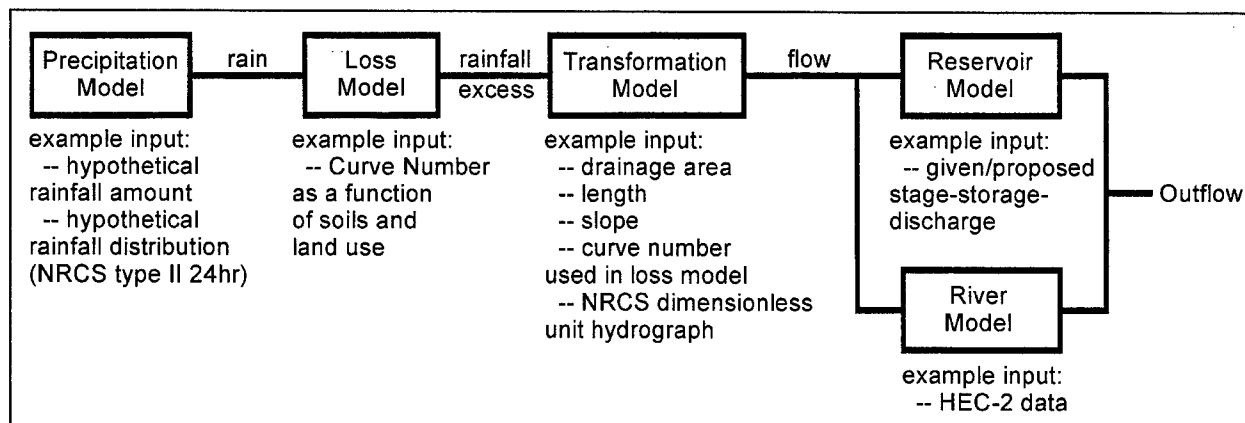 Precipitation
Model
rain
Loss
Model
rainfall
excess
Transformation
Model
flow
Reservoir
Model
example input:
-- hypothetical
rainfall amount
-- hypothetical
rainfall distribution
(NRCS type II 24hr)
example input:
-- Curve Number
as a function
of soils and
land use
example input:
-- drainage area
-- length
-- slope
-- curve number
used in loss model
-- NRCS dimensionless
unit hydrograph
example input:
-- given/proposed
stage-storage-
discharge
Outflow
River
Model
example input:
-- HEC-2 data